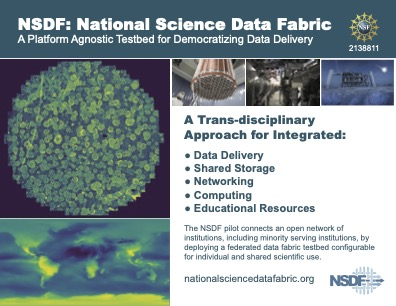 NSDF: National Science Data Fabric
A Platform Agnostic Testbed for Democratizing Data Delivery
NSF
2138811
A Trans-disciplinary
Approach for Integrated:
● Data Delivery
● Shared Storage
● Networking
● Computing
● Educational Resources
The NSDF pilot connects an open network of
institutions, including minority serving institutions, by
deploying a federated data fabric testbed configurable
for individual and shared scientific use.
nationalsciencedatafabric.org
NSDF